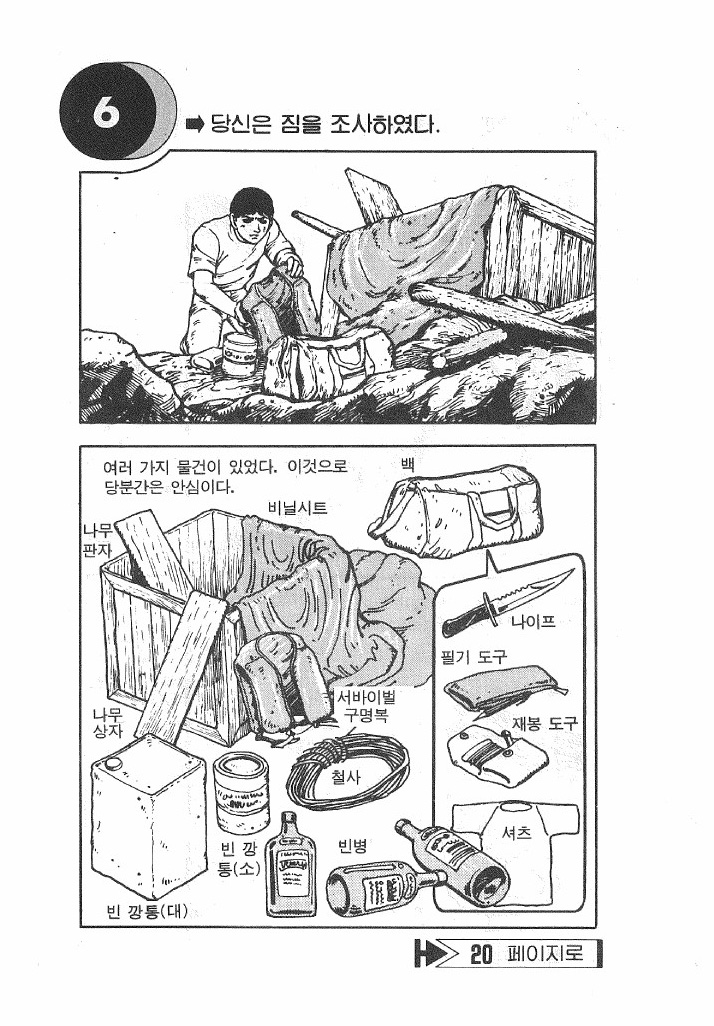 6
➡ 당신은 짐을 조사하였다.
여러 가지 물건이 있었다. 이것으로
당분간은 안심이다.
백
비닐시트
나무
판자
나이프
필기 도구
서바이벌
구명복
나무
상자
재봉 도구
철사
셔츠
빈 깡
통(소)
빈병
빈 깡통(대)
20 페이지로